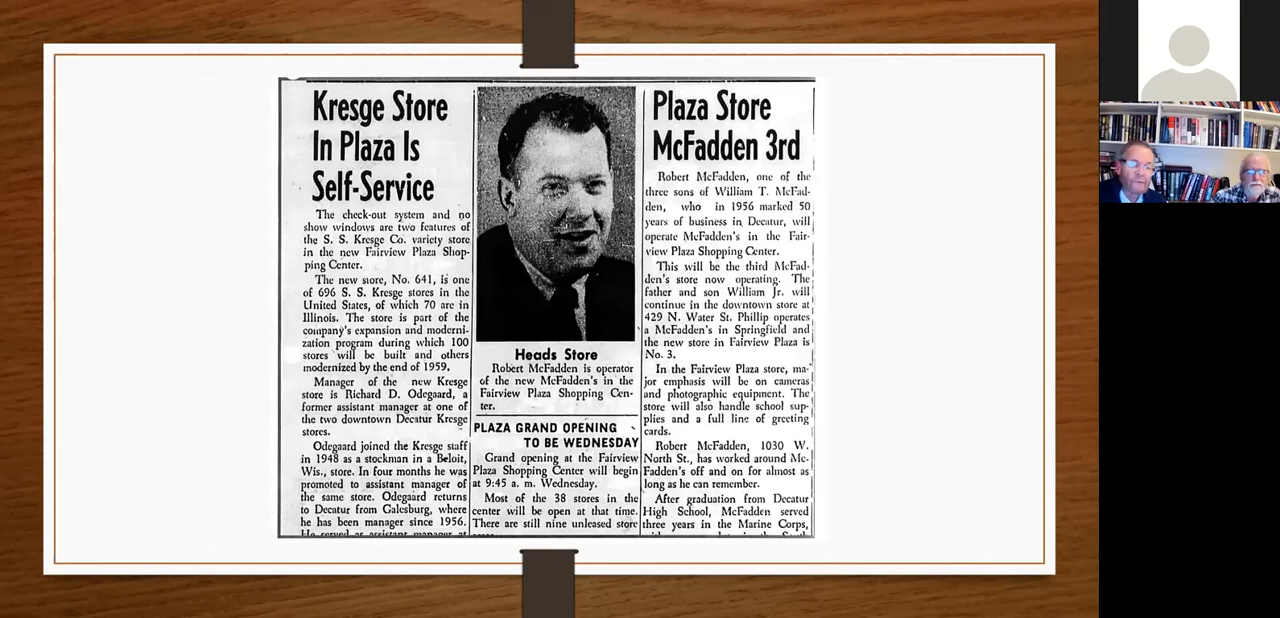 Kresge Store
In Plaza Is
Self-Service
The check-out system and no
show windows are two features of
the S. S. Kresge Co. variety store
in the new Fairview Plaza Shop-
ping Center.
The new store, No. 641, is one
of 696 S. S. Kresge stores in the
United States, of which 70 are in
Illinois. The store is part of the
company's expansion and moderni-
zation program during which 100
stores will be built and others
modernized by the end of 1959.
Manager of the new Kresge
store is Richard D. Odegaard, a
former assistant manager at one of
the two downtown Decatur Kresge
stores.
Odegaard joined the Kresge staff
in 1948 as a stockman in a Beloit,
Wis., store. In four months he was
promoted to assistant manager of
the same store. Odegaard returns
to Decatur from Galesburg, where
he has been manager since 1956.
He served as assistant manager at
Heads Store
Robert McFadden is operator
of the new McFadden's in the
Fairview Plaza Shopping Cen-
ter.
PLAZA GRAND OPENING
TO BE WEDNESDAY
Grand opening at the Fairview
Plaza Shopping Center will begin
at 9:45 a. m. Wednesday.
Most of the 38 stores in the
center will be open at that time.
There are still nine unleased store
Plaza Store
McFadden 3rd
Robert McFadden, one of the
three sons of William T. McFad-
den, who in 1956 marked 50
years of business in Decatur, will
operate McFadden's in the Fair-
view Plaza Shopping Center.
This will be the third McFad-
den's store now operating. The
father and son William Jr. will
continue in the downtown store at
429 N. Water St. Phillip operates
a McFadden's in Springfield and
the new store in Fairview Plaza is
No. 3.
In the Fairview Plaza store, ma-
jor emphasis will be on cameras
and photographic equipment. The
store will also handle school sup-
plies and a full line of greeting
cards.
Robert McFadden, 1030 W.
North St., has worked around Mc-
Fadden's off and on for almost as
long as he can remember.
After graduation from Decatur
High School, McFadden served
three years in the Marine Corps,